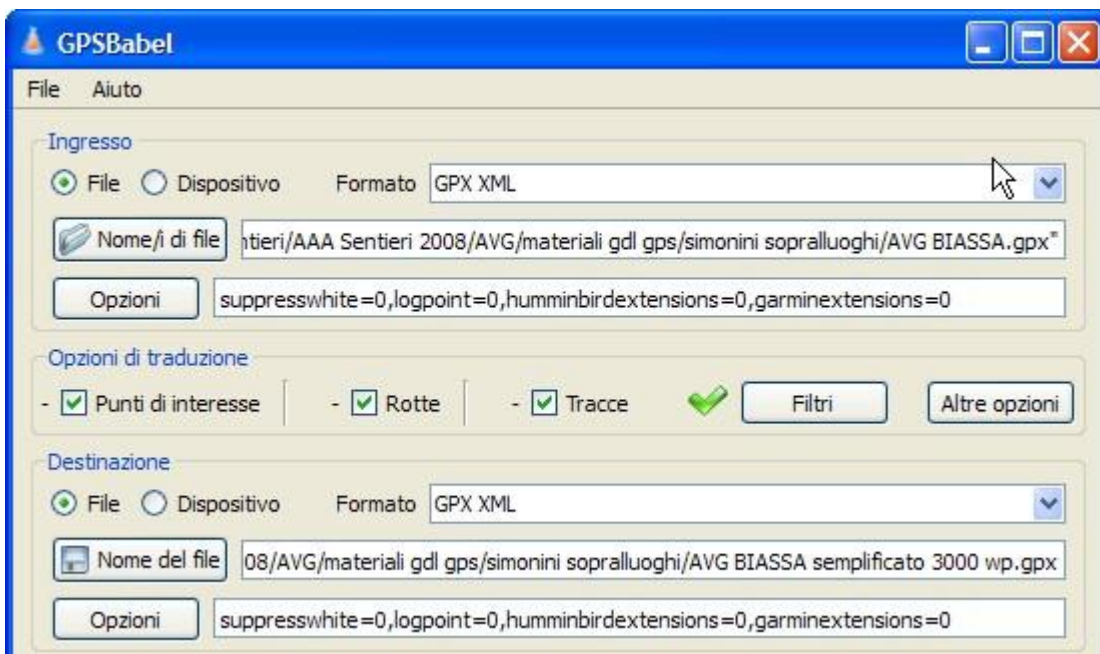 GPSBabel
File Aiuto
Ingresso
File Dispositivo Formato GPX XML
Nome/i di file ntieri/AAA Sentieri 2008/AVG/materiali gdl gps/simonini sopralluoghi/AVG BIASSA.gpx"
Opzioni suppresswhite=0,logpoint=0,humminbirdextensions=0,garminextensions=0
Opzioni di traduzione
- Punti di interesse - Rotte - Tracce Filtri Altre opzioni
Destinazione
File Dispositivo Formato GPX XML
Nome del file 08/AVG/materiali gdl gps/simonini sopralluoghi/AVG BIASSA semplificato 3000 wp.gpx
Opzioni suppresswhite=0,logpoint=0,humminbirdextensions=0,garminextensions=0